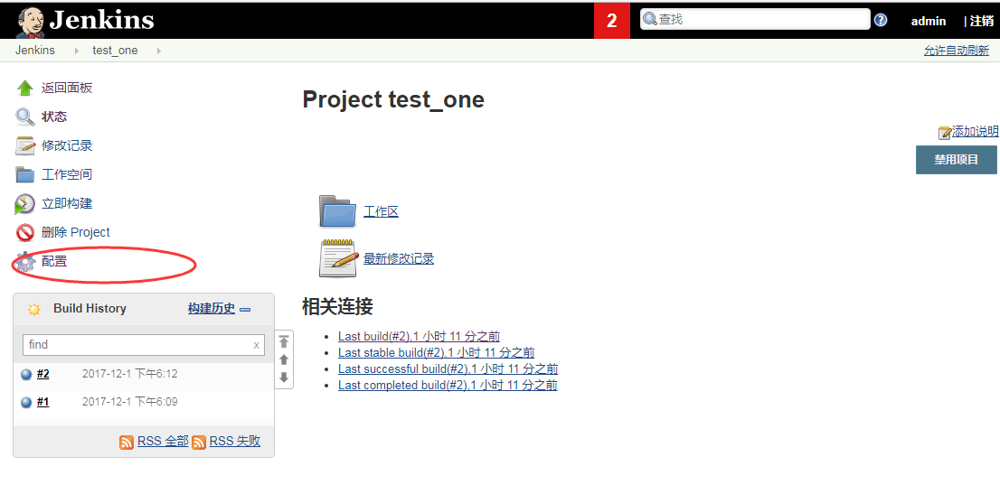 Jenkins 2 查找 admin | 注销
Jenkins test_one 允许自动刷新
返回面板
状态
修改记录
工作空间
立即构建
删除 Project
配置
Build History 构建历史
find x
#2 2017-12-1 下午6:12
#1 2017-12-1 下午6:09
RSS 全部 RSS 失败
Project test_one
添加说明
禁用项目
工作区
最新修改记录
相关连接
Last build(#2),1 小时 11 分之前
Last stable build(#2),1 小时 11 分之前
Last successful build(#2),1 小时 11 分之前
Last completed build(#2),1 小时 11 分之前